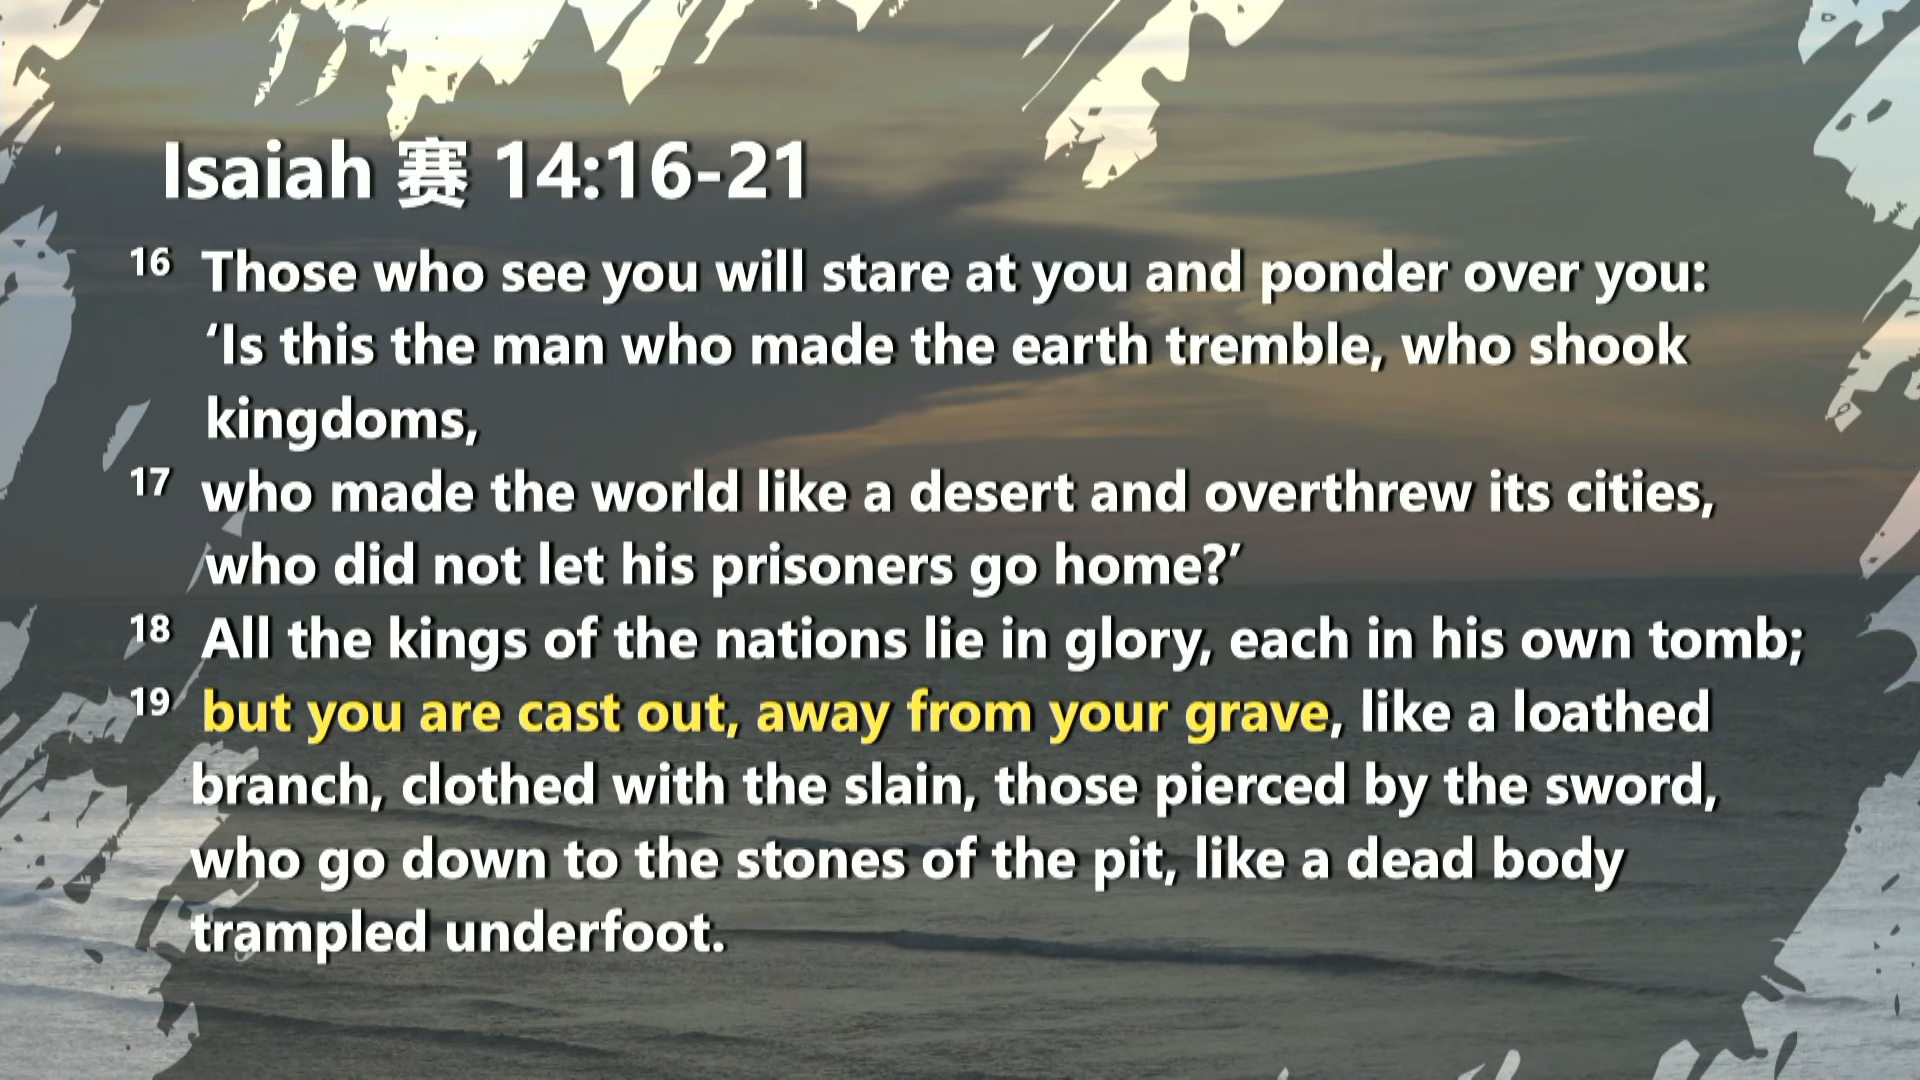 Isaiah 赛 14:16-21
16 Those who see you will stare at you and ponder over you:
‘Is this the man who made the earth tremble, who shook
kingdoms,
17 who made the world like a desert and overthrew its cities,
who did not let his prisoners go home?’
18 All the kings of the nations lie in glory, each in his own tomb;
19 but you are cast out, away from your grave, like a loathed
branch, clothed with the slain, those pierced by the sword,
who go down to the stones of the pit, like a dead body
trampled underfoot.